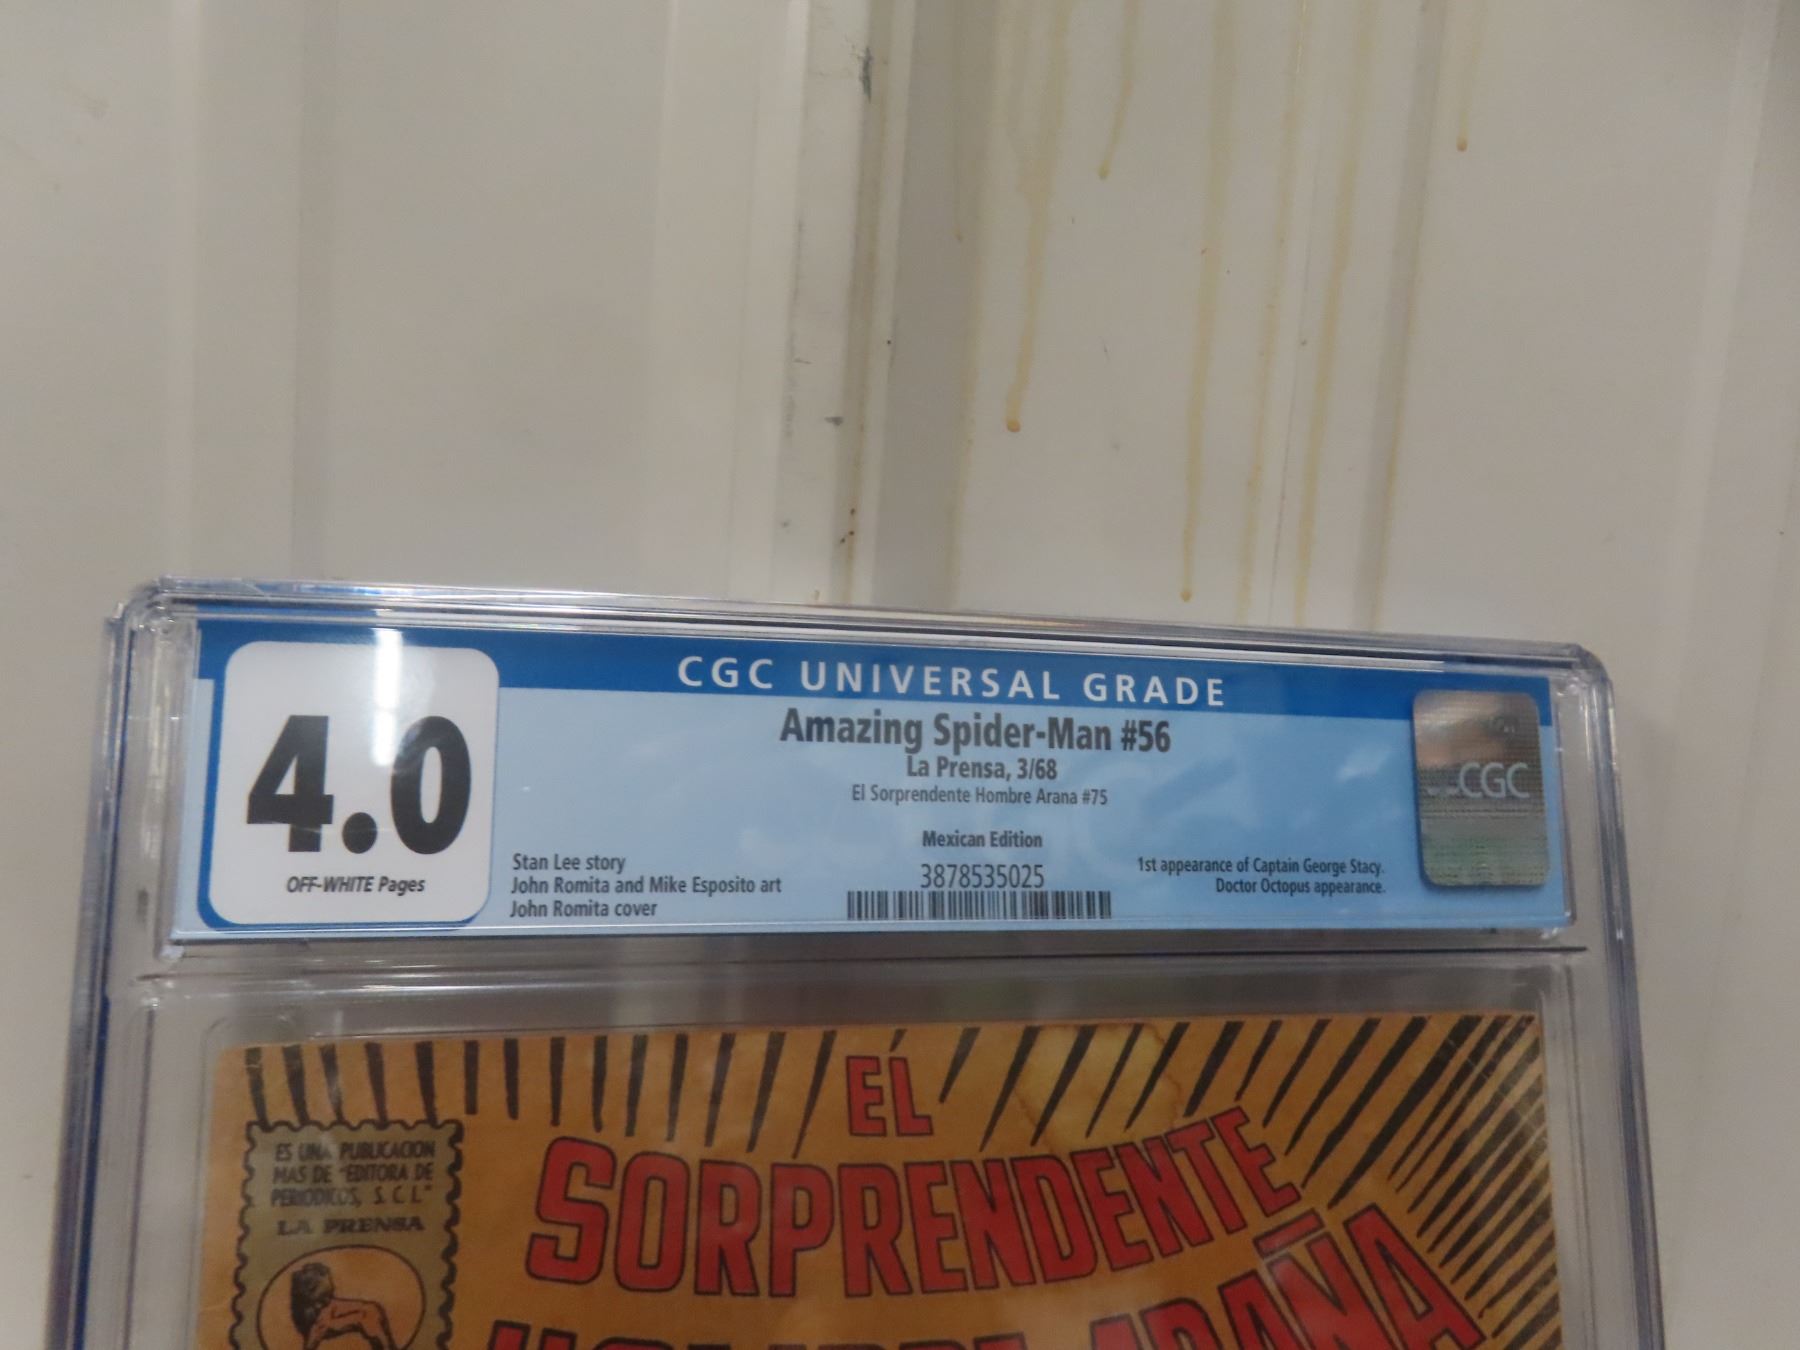 CGC UNIVERSAL GRADE
4.0
OFF-WHITE Pages
Amazing Spider-Man #56
La Prensa, 3/68
El Sorprendente Hombre Arana #75
Mexican Edition
3878535025
Stan Lee story
John Romita and Mike Esposito art
John Romita cover
1st appearance of Captain George Stacy.
Doctor Octopus appearance.
CGC
EL
SORPRENDENTE
HOMBRE ARAÑA
ES UNA PUBLICACION
MAS DE "EDITORA DE
PERIODICOS, S.C.L."
LA PRENSA